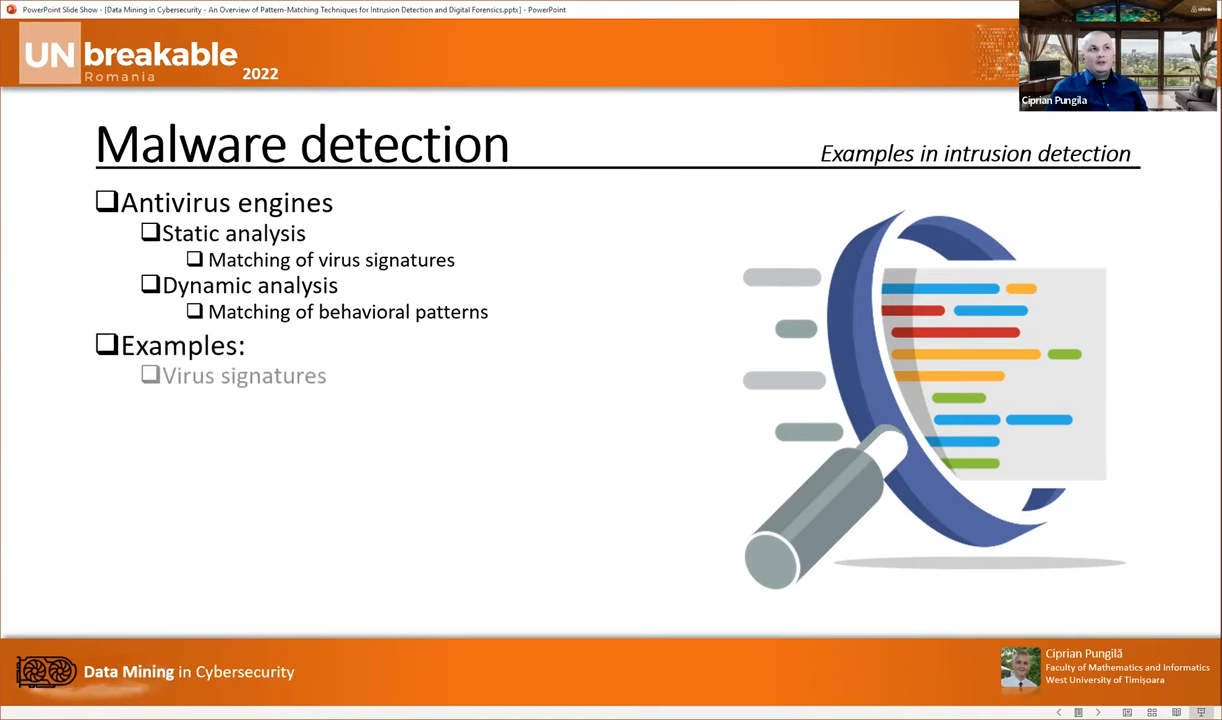 PowerPoint Slide Show - [Data Mining in Cybersecurity - An Overview of Pattern-Matching Techniques for Intrusion Detection and Digital Forensics.pptx] - PowerPoint
airbnb
UNbreakable
Romania
2022
Ciprian Pungila
Malware detection
Examples in intrusion detection
Antivirus engines
Static analysis
Matching of virus signatures
Dynamic analysis
Matching of behavioral patterns
Examples:
Virus signatures
Data Mining in Cybersecurity
Ciprian Pungilă
Faculty of Mathematics and Informatics
West University of Timișoara